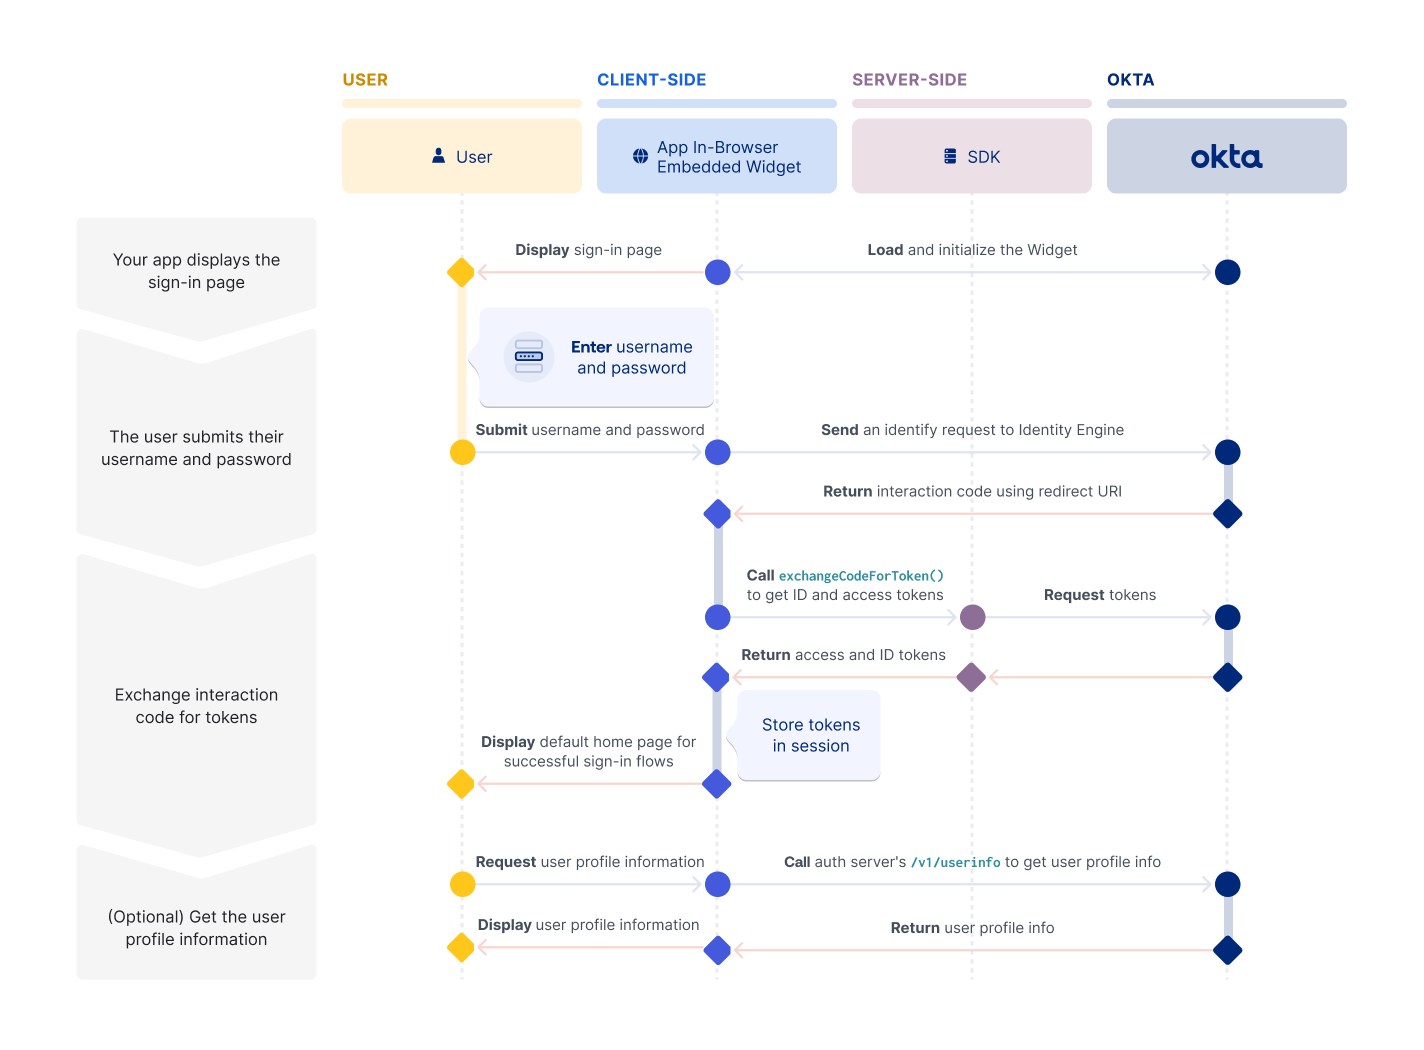 USER
CLIENT-SIDE
SERVER-SIDE
OKTA
User
App In-Browser
Embedded Widget
SDK
okta
Your app displays the
sign-in page
Display sign-in page
Load and initialize the Widget
Enter username
and password
The user submits their
username and password
Submit username and password
Send an identify request to Identity Engine
Return interaction code using redirect URI
Exchange interaction
code for tokens
Call exchangeCodeForToken()
to get ID and access tokens
Request tokens
Return access and ID tokens
Store tokens
in session
Display default home page for
successful sign-in flows
(Optional) Get the user
profile information
Request user profile information
Call auth server's /v1/userinfo to get user profile info
Display user profile information
Return user profile info